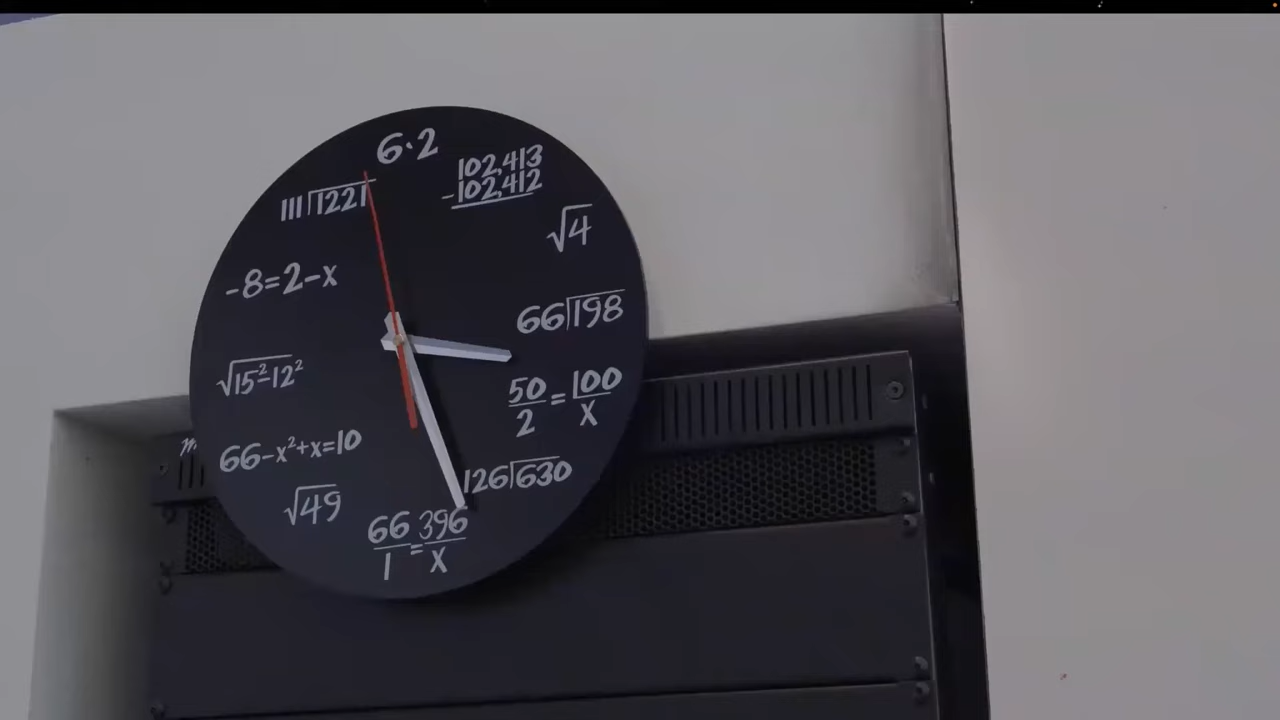 6·2
102,413
-102,412
√4
66)198
50/2=100/X
126)630
66/1=396/X
√49
66-x²+x=10
√15²-12²
-8=2-x
111)1221